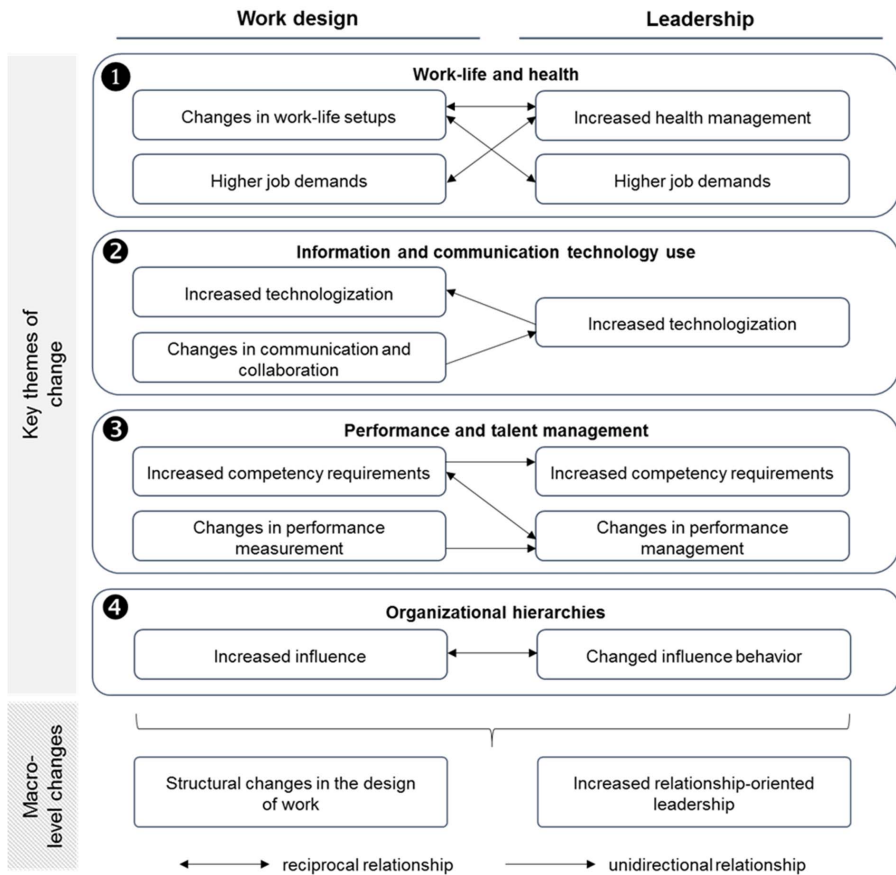 Work design
Leadership
Key themes of
change
❶
Work-life and health
Changes in work-life setups
Increased health management
Higher job demands
Higher job demands
❷
Information and communication technology use
Increased technologization
Increased technologization
Changes in communication and
collaboration
❸
Performance and talent management
Increased competency requirements
Increased competency requirements
Changes in performance
measurement
Changes in performance
management
❹
Organizational hierarchies
Increased influence
Changed influence behavior
Macro-
level changes
Structural changes in the design
of work
Increased relationship-oriented
leadership
reciprocal relationship
unidirectional relationship